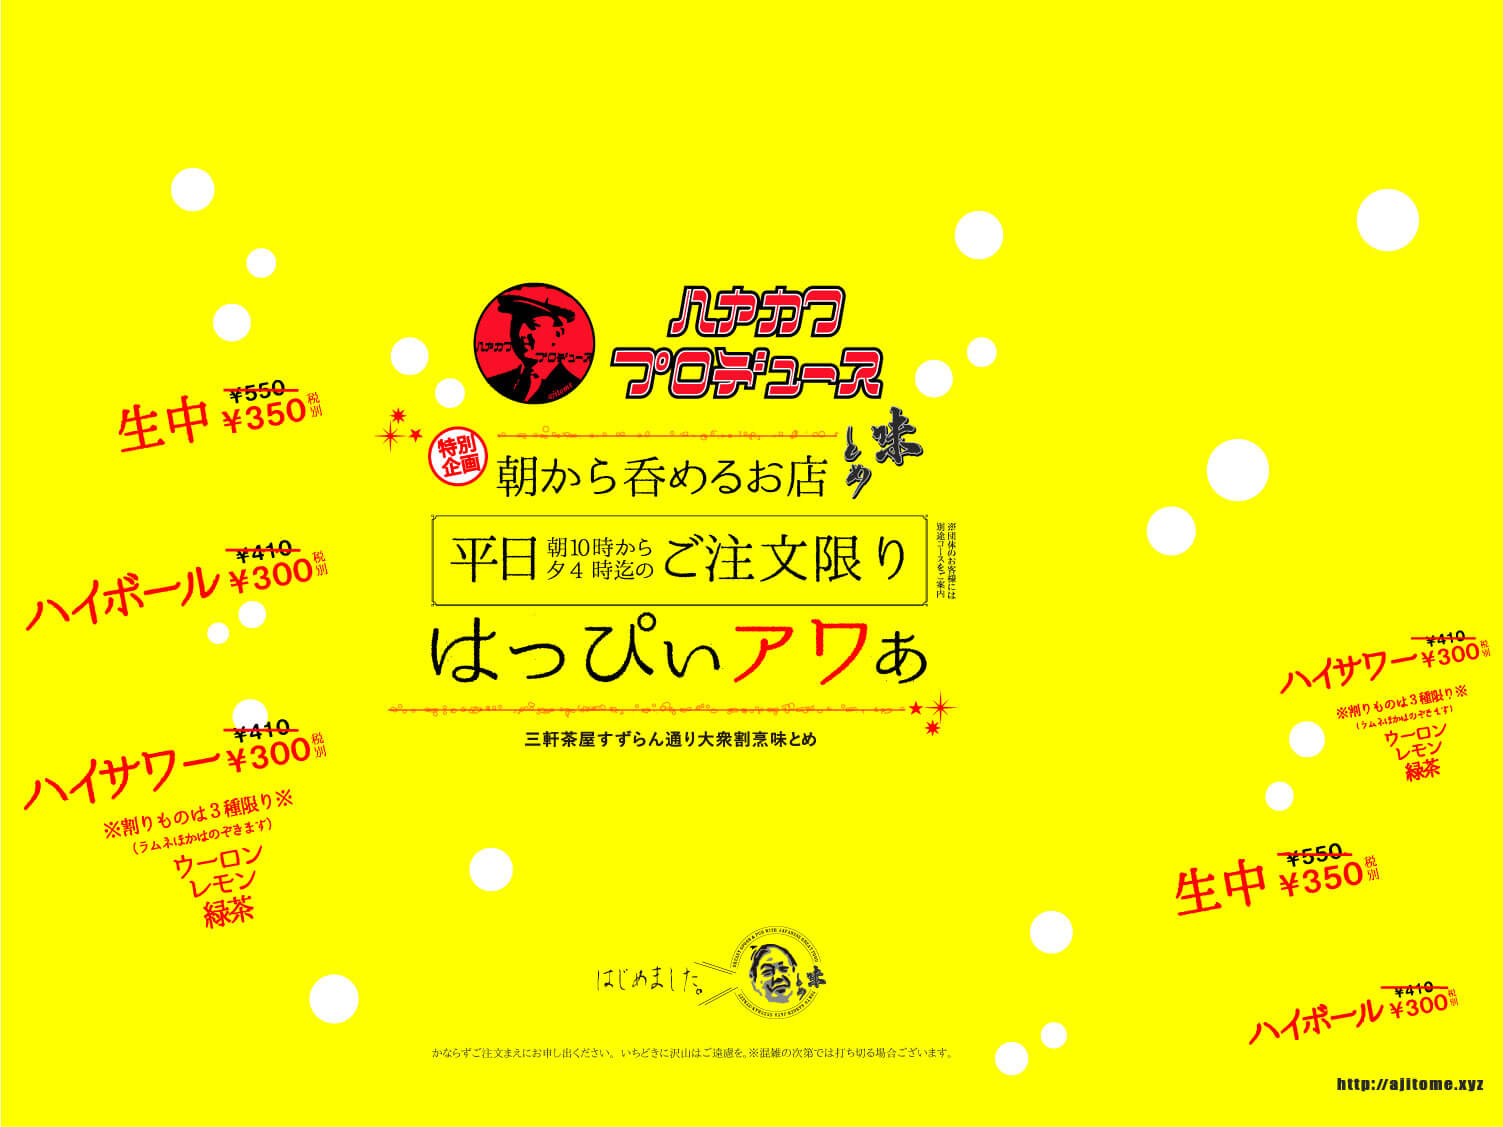 ハヤカワ
プロデュース
ハヤカワ
プロデュース
ajitome
特別
企画
朝から呑めるお店
味とめ
平日 朝10時から
夕4時迄の ご注文限り
※団体のお客様には
別途コースをご案内
はっぴぃアワぁ
三軒茶屋すずらん通り大衆割烹味とめ
¥550
生中 ¥350 税別
¥410
ハイボール ¥300 税別
¥410
ハイサワー ¥300 税別
※割りものは3種限り※
(ラムネほかはのぞきます)
ウーロン
レモン
緑茶
¥410
ハイサワー ¥300 税別
※割りものは3種限り※
(ラムネほかはのぞきます)
ウーロン
レモン
緑茶
¥550
生中 ¥350 税別
¥410
ハイボール ¥300 税別
はじめました。
味とめ
かならずご注文まえにお申し出ください。いちどきに沢山はご遠慮を。※混雑の次第では打ち切る場合ございます。
http://ajitome.xyz